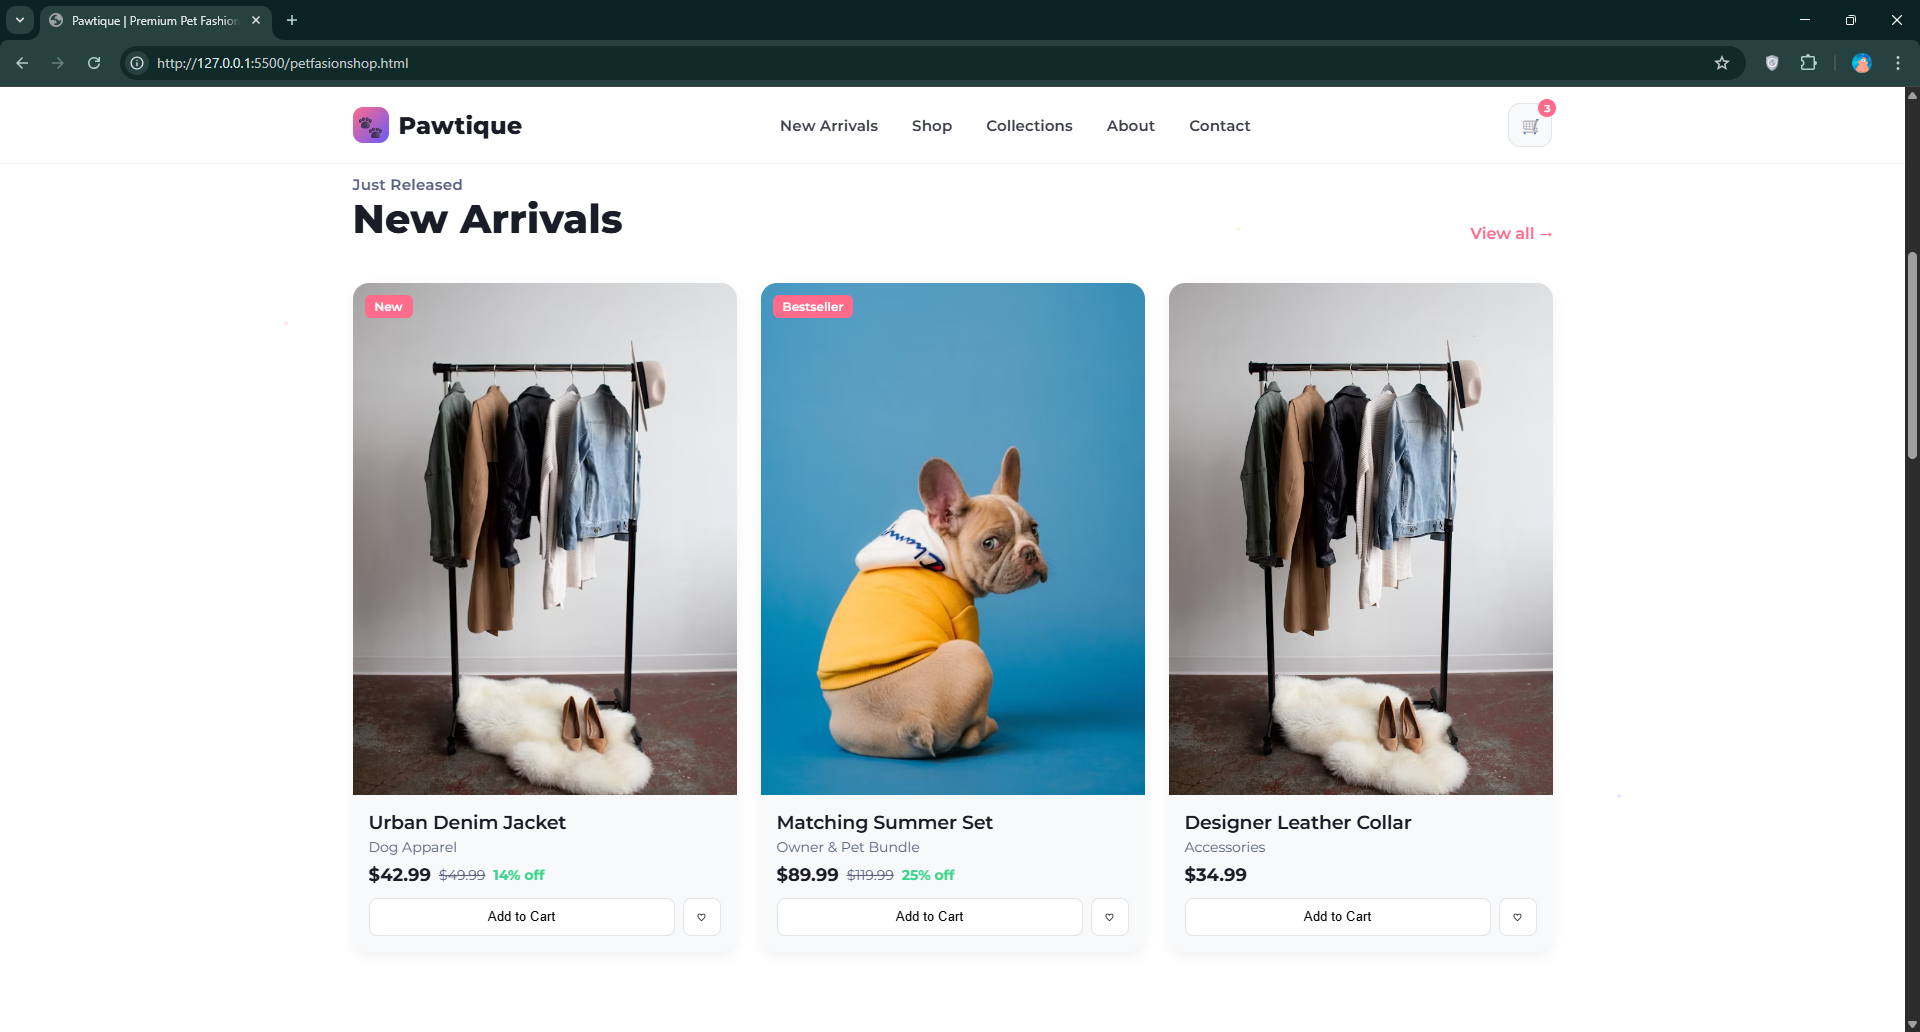 Pawtique | Premium Pet Fashion
http://127.0.0.1:5500/petfasionshop.html
Pawtique
New Arrivals
Shop
Collections
About
Contact
3
Just Released
New Arrivals
View all →
New
Bestseller
Champion
Urban Denim Jacket
Dog Apparel
$42.99 $49.99 14% off
Add to Cart
Matching Summer Set
Owner & Pet Bundle
$89.99 $119.99 25% off
Add to Cart
Designer Leather Collar
Accessories
$34.99
Add to Cart